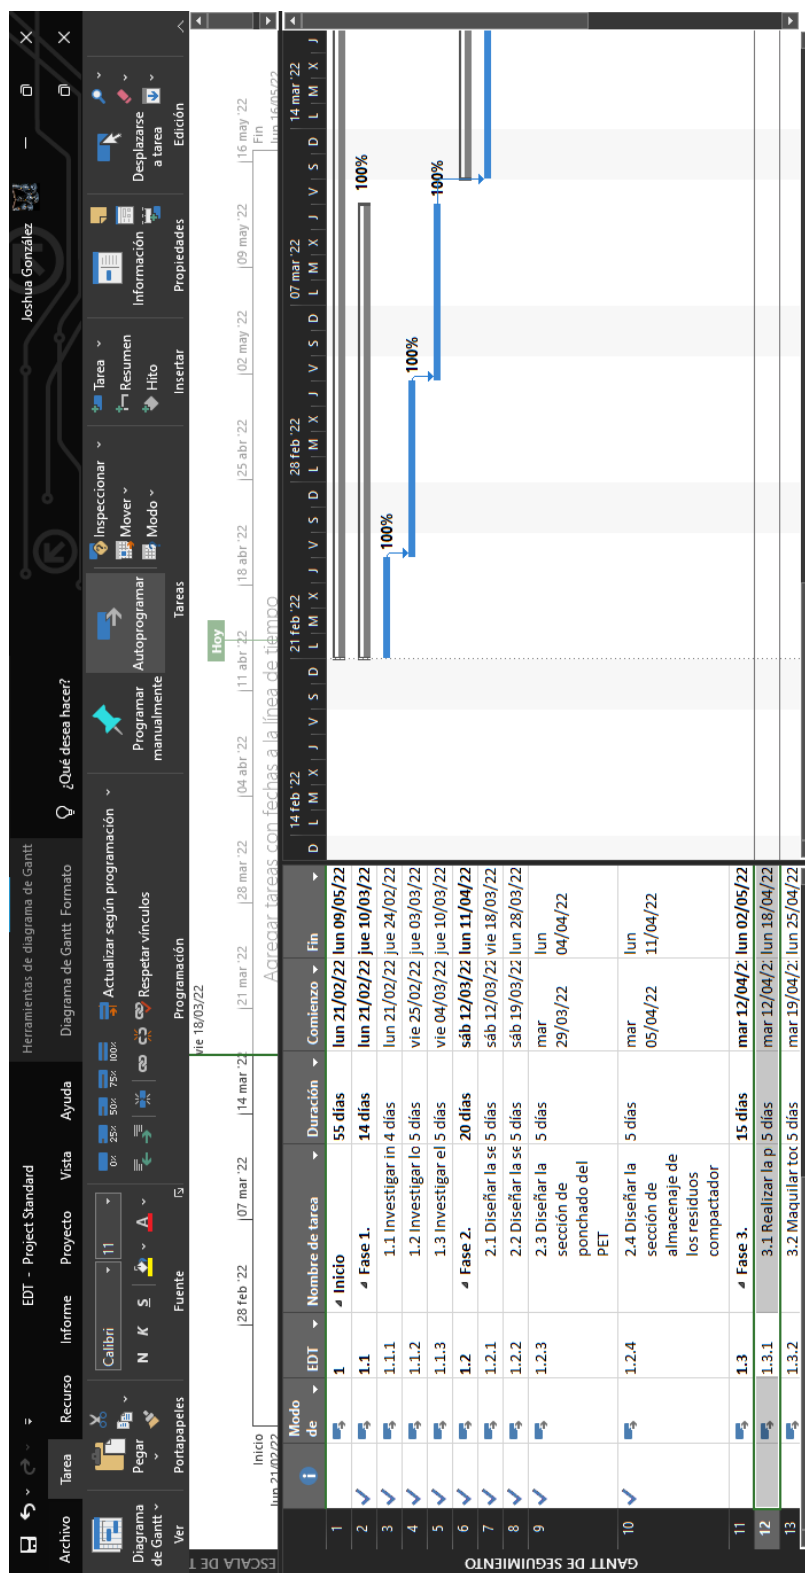 EDT - Project Standard
Herramientas de diagrama de Gantt
Joshua González
Archivo Tarea Recurso Informe Proyecto Vista Ayuda Diagrama de Gantt Formato ¿Qué desea hacer?
Diagrama de Gantt
Ver
Pegar
Portapapeles
Calibri 11
N K S A
Fuente
0% 25% 50% 75% 100%
Actualizar según programación
Respetar vínculos
Programación
Programar manualmente
Autoprogramar
Inspeccionar
Mover
Modo
Tareas
Tarea
Resumen
Hito
Insertar
Información
Propiedades
Desplazarse a tarea
Edición
ESCALA DE T
vie 18/03/22
Hoy
28 feb '22 07 mar '22 14 mar '22 21 mar '22 28 mar '22 04 abr '22 11 abr '22 18 abr '22 25 abr '22 02 may '22 09 may '22 16 may '22
Inicio
lun 21/02/22
Agregar tareas con fechas a la línea de tiempo
Fin
lun 16/05/22
GANTT DE SEGUIMIENTO
Modo de EDT Nombre de tarea Duración Comienzo Fin
1 1 Inicio 55 días lun 21/02/22 lun 09/05/22
2 1.1 Fase 1. 14 días lun 21/02/22 jue 10/03/22
3 1.1.1 1.1 Investigar in 4 días lun 21/02/22 jue 24/02/22
4 1.1.2 1.2 Investigar lo 5 días vie 25/02/22 jue 03/03/22
5 1.1.3 1.3 Investigar el 5 días vie 04/03/22 jue 10/03/22
6 1.2 Fase 2. 20 días sáb 12/03/22 lun 11/04/22
7 1.2.1 2.1 Diseñar la se 5 días sáb 12/03/22 vie 18/03/22
8 1.2.2 2.2 Diseñar la se 5 días sáb 19/03/22 lun 28/03/22
9 1.2.3 2.3 Diseñar la 5 días mar lun
sección de 29/03/22 04/04/22
ponchado del
PET
10 1.2.4 2.4 Diseñar la 5 días mar lun
sección de 05/04/22 11/04/22
almacenaje de
los residuos
compactador
11 1.3 Fase 3. 15 días mar 12/04/2 lun 02/05/22
12 1.3.1 3.1 Realizar la p 5 días mar 12/04/2 lun 18/04/22
13 1.3.2 3.2 Maquilar toc 5 días mar 19/04/2 lun 25/04/22
14 feb '22 21 feb '22 28 feb '22 07 mar '22 14 mar '22
D L M X J V S D L M X J V S D L M X J V S D L M X J V S D L M X J
100%
100%
100%
100%